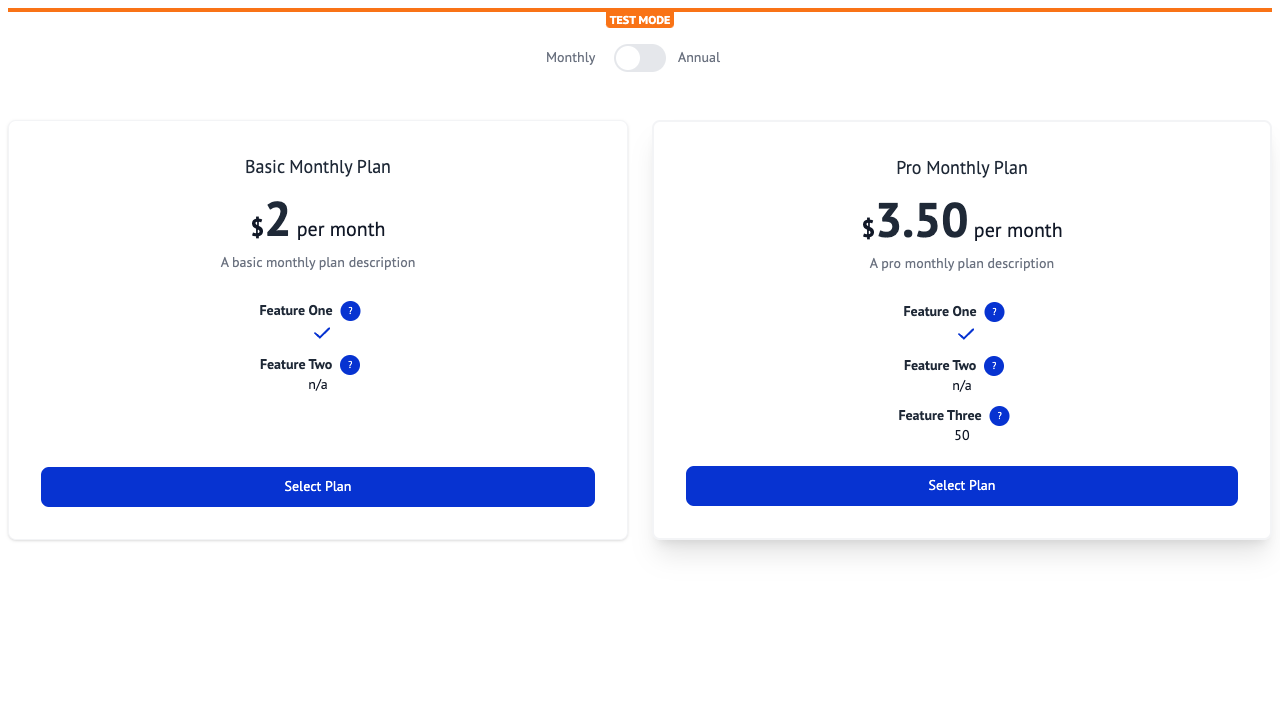 TEST MODE
Monthly Annual
Basic Monthly Plan
$2 per month
A basic monthly plan description
Feature One ?
Feature Two ?
n/a
Select Plan
Pro Monthly Plan
$3.50 per month
A pro monthly plan description
Feature One ?
Feature Two ?
n/a
Feature Three ?
50
Select Plan